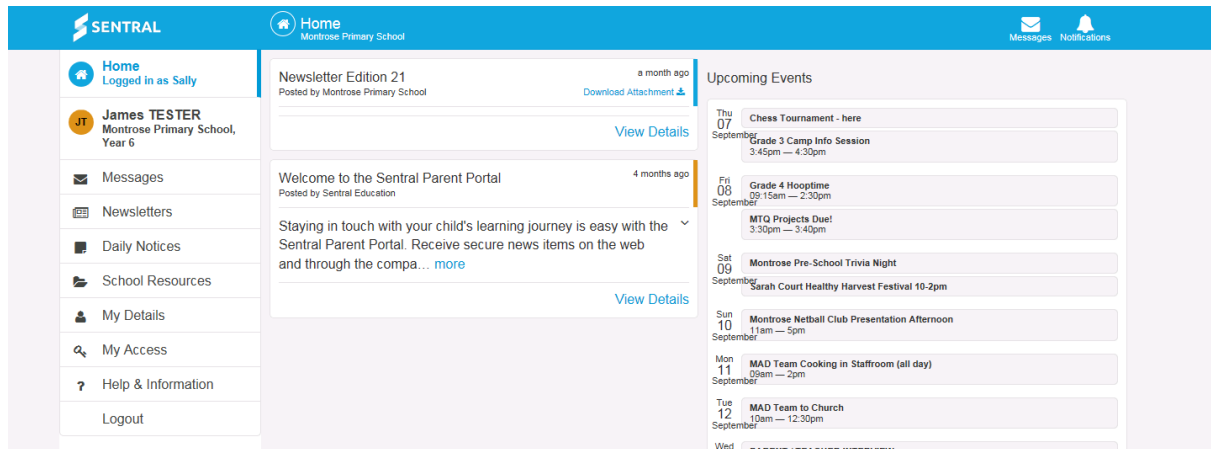 SENTRAL
Home
Montrose Primary School
Messages Notifications
Home
Logged in as Sally
JT
James TESTER
Montrose Primary School,
Year 6
Messages
Newsletters
Daily Notices
School Resources
My Details
My Access
? Help & Information
Logout
Newsletter Edition 21
a month ago
Posted by Montrose Primary School
Download Attachment
View Details
Welcome to the Sentral Parent Portal
4 months ago
Posted by Sentral Education
Staying in touch with your child's learning journey is easy with the
Sentral Parent Portal. Receive secure news items on the web
and through the compa… more
View Details
Upcoming Events
Thu
07
September
Chess Tournament - here
Grade 3 Camp Info Session
3:45pm — 4:30pm
Fri
08
September
Grade 4 Hooptime
09:15am — 2:30pm
MTQ Projects Due!
3:30pm — 3:40pm
Sat
09
September
Montrose Pre-School Trivia Night
Sarah Court Healthy Harvest Festival 10-2pm
Sun
10
September
Montrose Netball Club Presentation Afternoon
11am — 5pm
Mon
11
September
MAD Team Cooking in Staffroom (all day)
09am — 2pm
Tue
12
September
MAD Team to Church
10am — 12:30pm
Wed